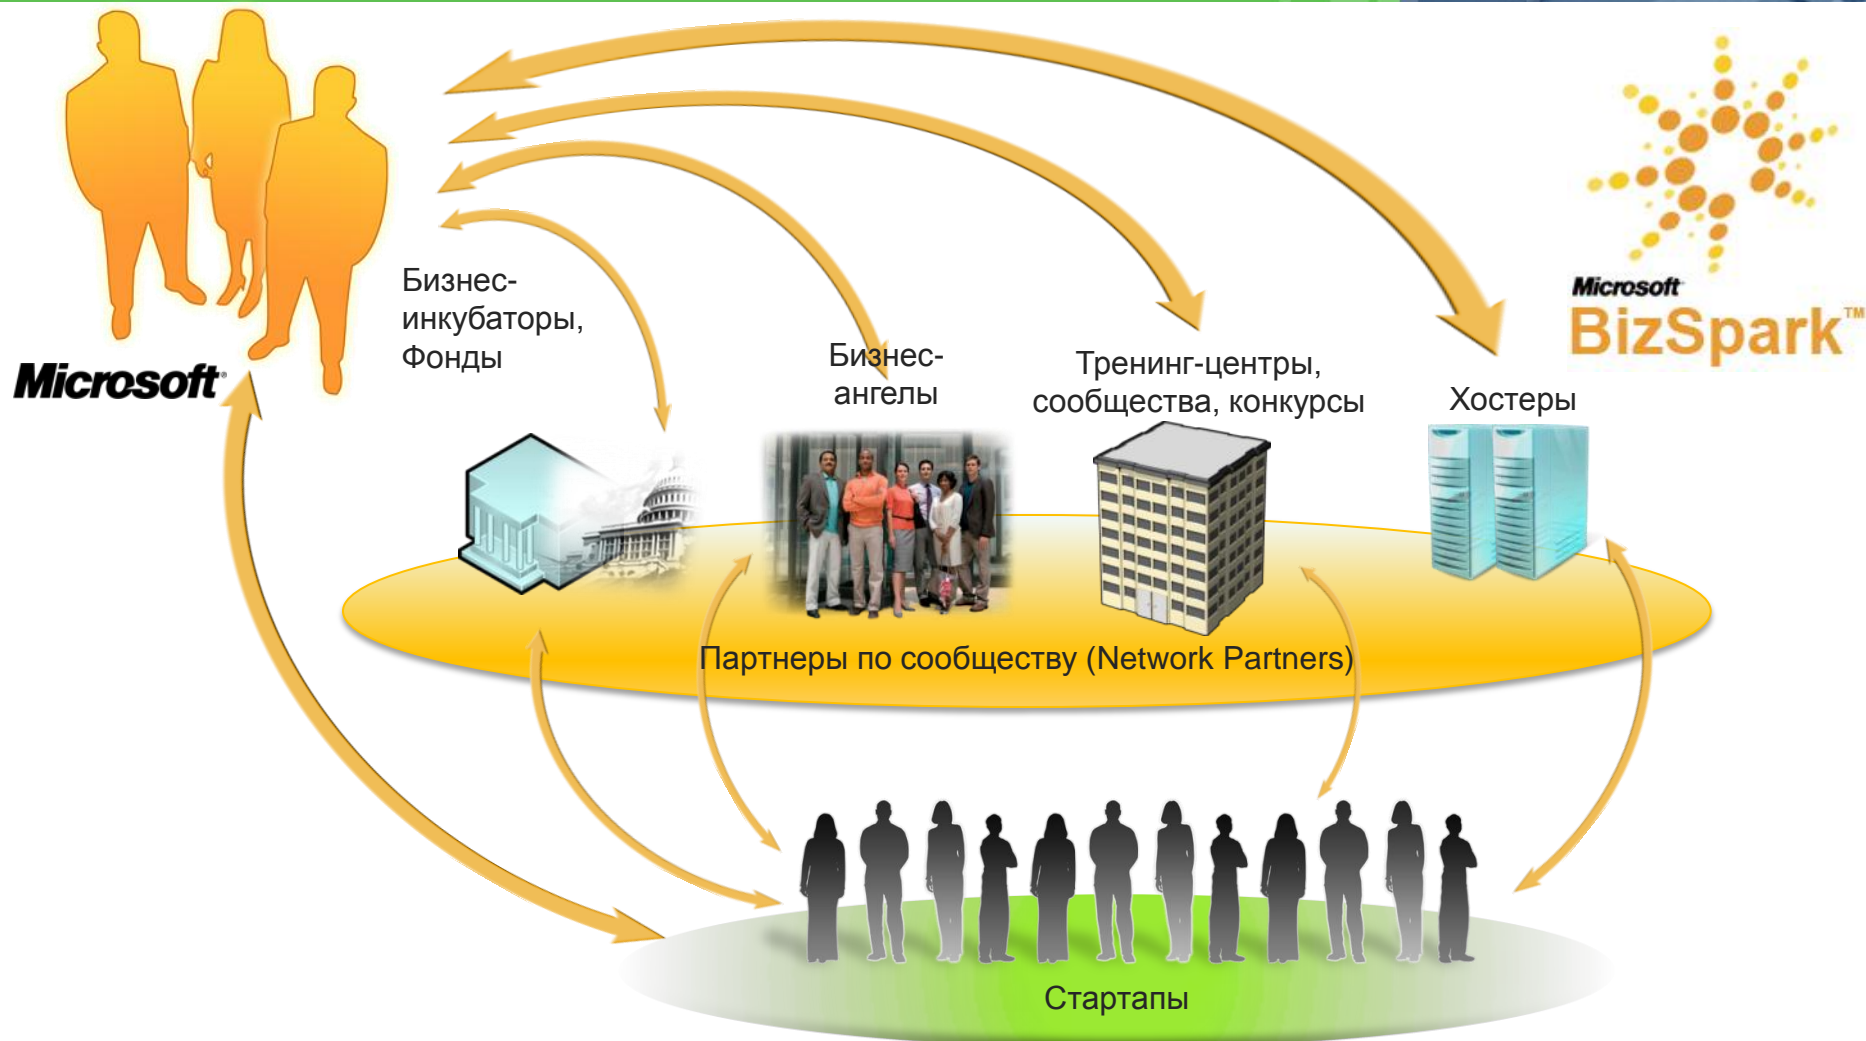 Microsoft
Бизнес-
инкубаторы,
Фонды
Бизнес-
ангелы
Тренинг-центры,
сообщества, конкурсы
Хостеры
Microsoft
BizSpark™
Партнеры по сообществу (Network Partners)
Стартапы